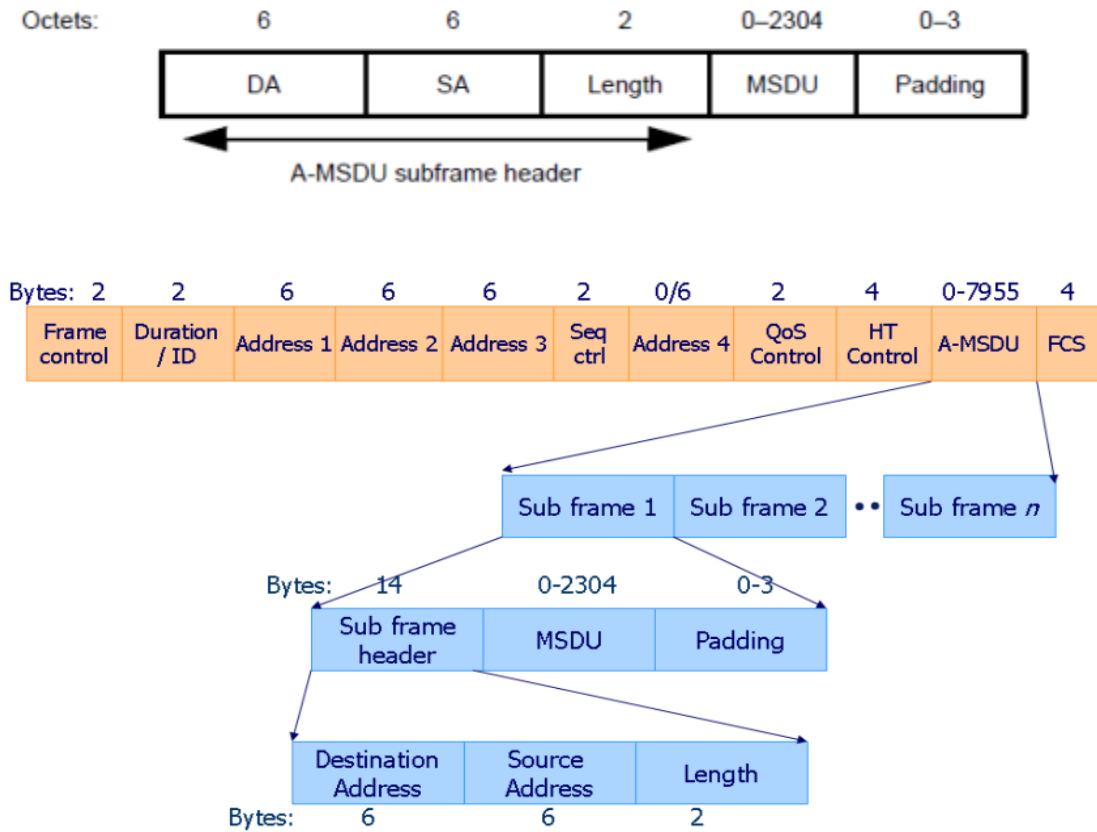 Octets: 6 6 2 0–2304 0–3
DA SA Length MSDU Padding
A-MSDU subframe header
Bytes: 2 2 6 6 6 2 0/6 2 4 0-7955 4
Frame control Duration / ID Address 1 Address 2 Address 3 Seq ctrl Address 4 QoS Control HT Control A-MSDU FCS
Sub frame 1 Sub frame 2 •• Sub frame n
Bytes: 14 0-2304 0-3
Sub frame header MSDU Padding
Destination Address Source Address Length
Bytes: 6 6 2